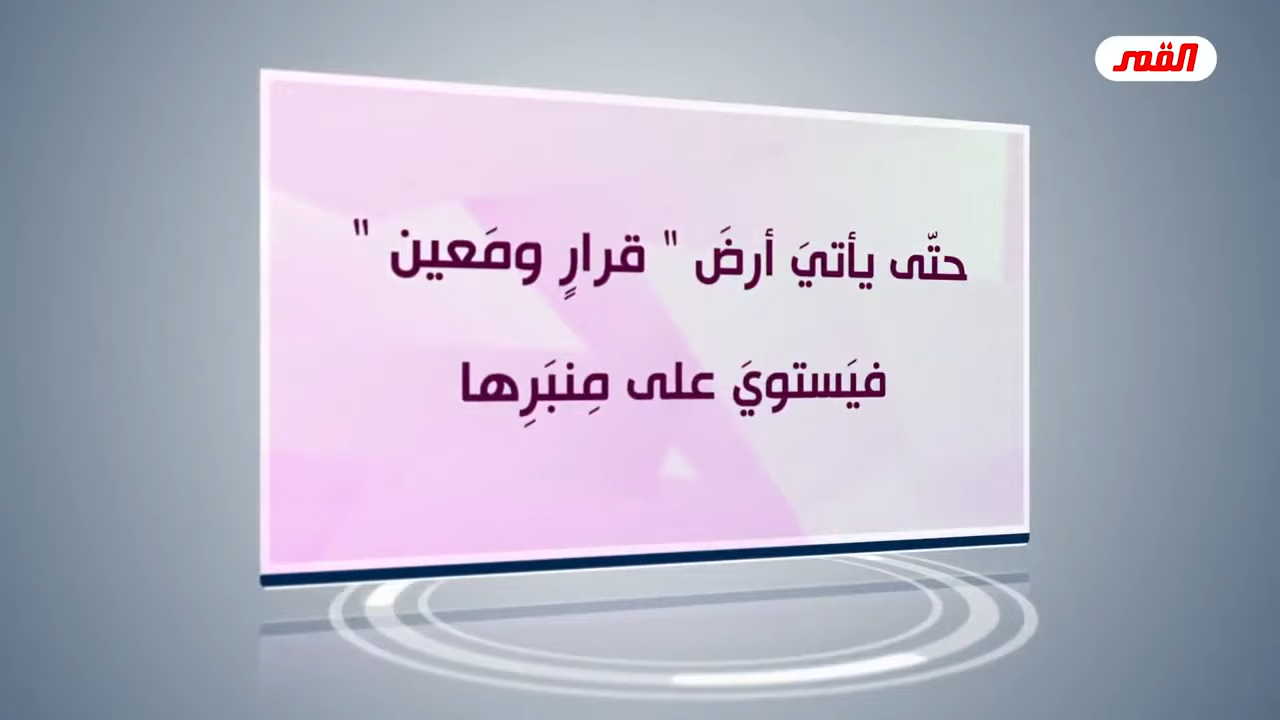 القمر
حتّى يأتيَ أرضَ " قرارٍ ومَعين "
فيَستويَ على مِنبَرِها